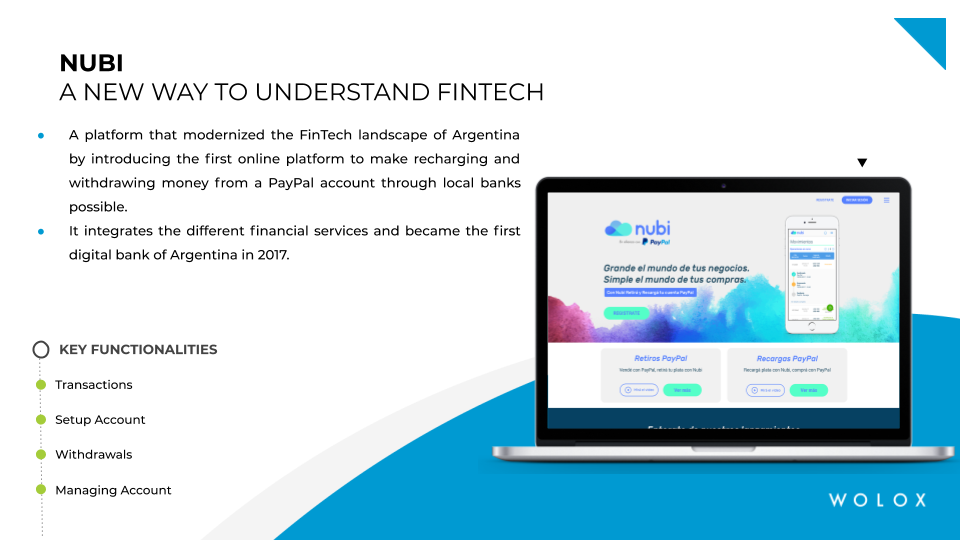 NUBI
A NEW WAY TO UNDERSTAND FINTECH
A platform that modernized the FinTech landscape of Argentina
by introducing the first online platform to make recharging and
withdrawing money from a PayPal account through local banks
possible.
It integrates the different financial services and became the first
digital bank of Argentina in 2017.
KEY FUNCTIONALITIES
Transactions
Setup Account
Withdrawals
Managing Account
nubi
PayPal
Grande el mundo de tus negocios.
Simple el mundo de tus compras.
Con Nubi Retirá y Recargá tu cuenta PayPal
REGISTRATE
nubi
Retiros PayPal
Vendé con PayPal, retirá tu plata con Nubi
Ver más
Recargas PayPal
Recargá plata con Nubi, comprá con PayPal
Ver más
WOLOX